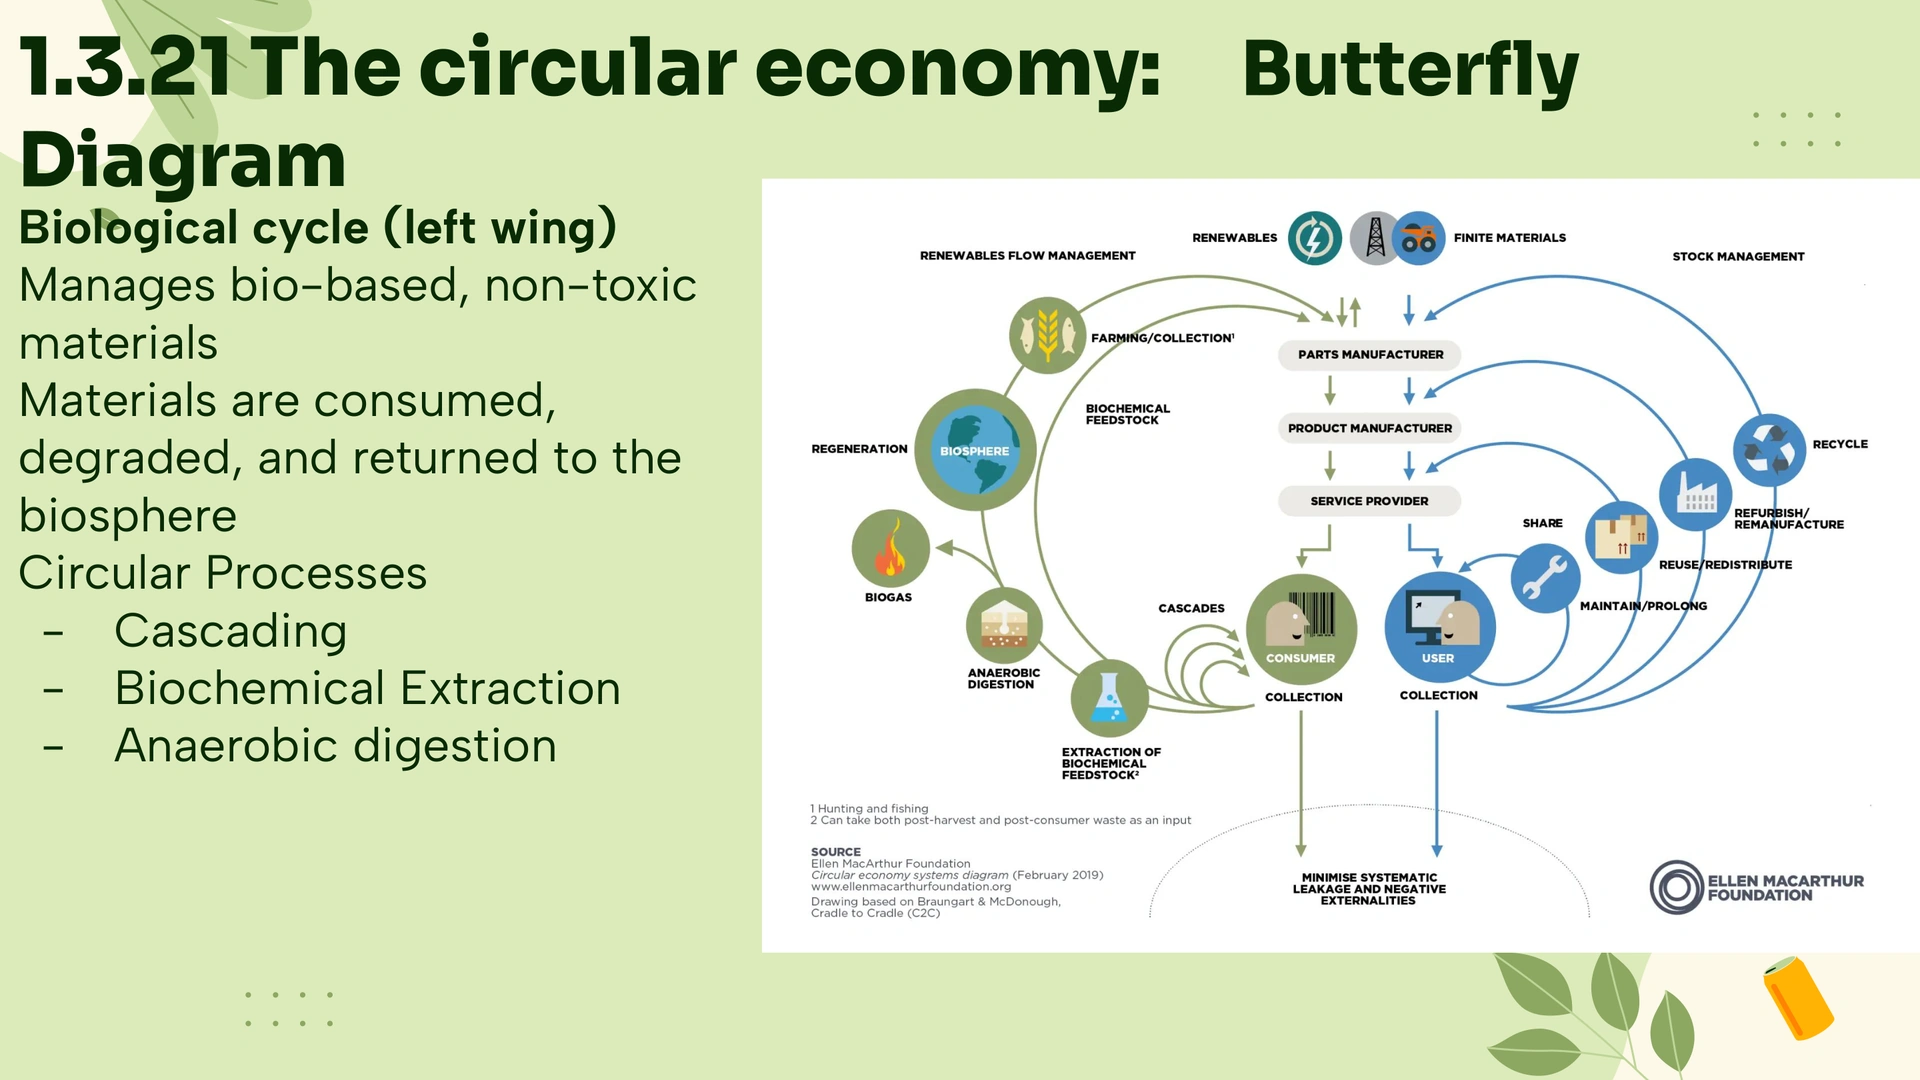 1.3.21 The circular economy: Butterfly
Diagram
Biological cycle (left wing)
Manages bio-based, non-toxic
materials
Materials are consumed,
degraded, and returned to the
biosphere
Circular Processes
- Cascading
- Biochemical Extraction
- Anaerobic digestion
RENEWABLES
FINITE MATERIALS
RENEWABLES FLOW MANAGEMENT
STOCK MANAGEMENT
FARMING/COLLECTION¹
PARTS MANUFACTURER
BIOCHEMICAL
FEEDSTOCK
PRODUCT MANUFACTURER
REGENERATION
BIOSPHERE
RECYCLE
SERVICE PROVIDER
REFURBISH/
REMANUFACTURE
SHARE
REUSE/REDISTRIBUTE
BIOGAS
CASCADES
MAINTAIN/PROLONG
CONSUMER
USER
ANAEROBIC
DIGESTION
COLLECTION
COLLECTION
EXTRACTION OF
BIOCHEMICAL
FEEDSTOCK²
1 Hunting and fishing
2 Can take both post-harvest and post-consumer waste as an input
SOURCE
Ellen MacArthur Foundation
Circular economy systems diagram (February 2019)
www.ellenmacarthurfoundation.org
Drawing based on Braungart & McDonough,
Cradle to Cradle (C2C)
MINIMISE SYSTEMATIC
LEAKAGE AND NEGATIVE
EXTERNALITIES
ELLEN MACARTHUR
FOUNDATION